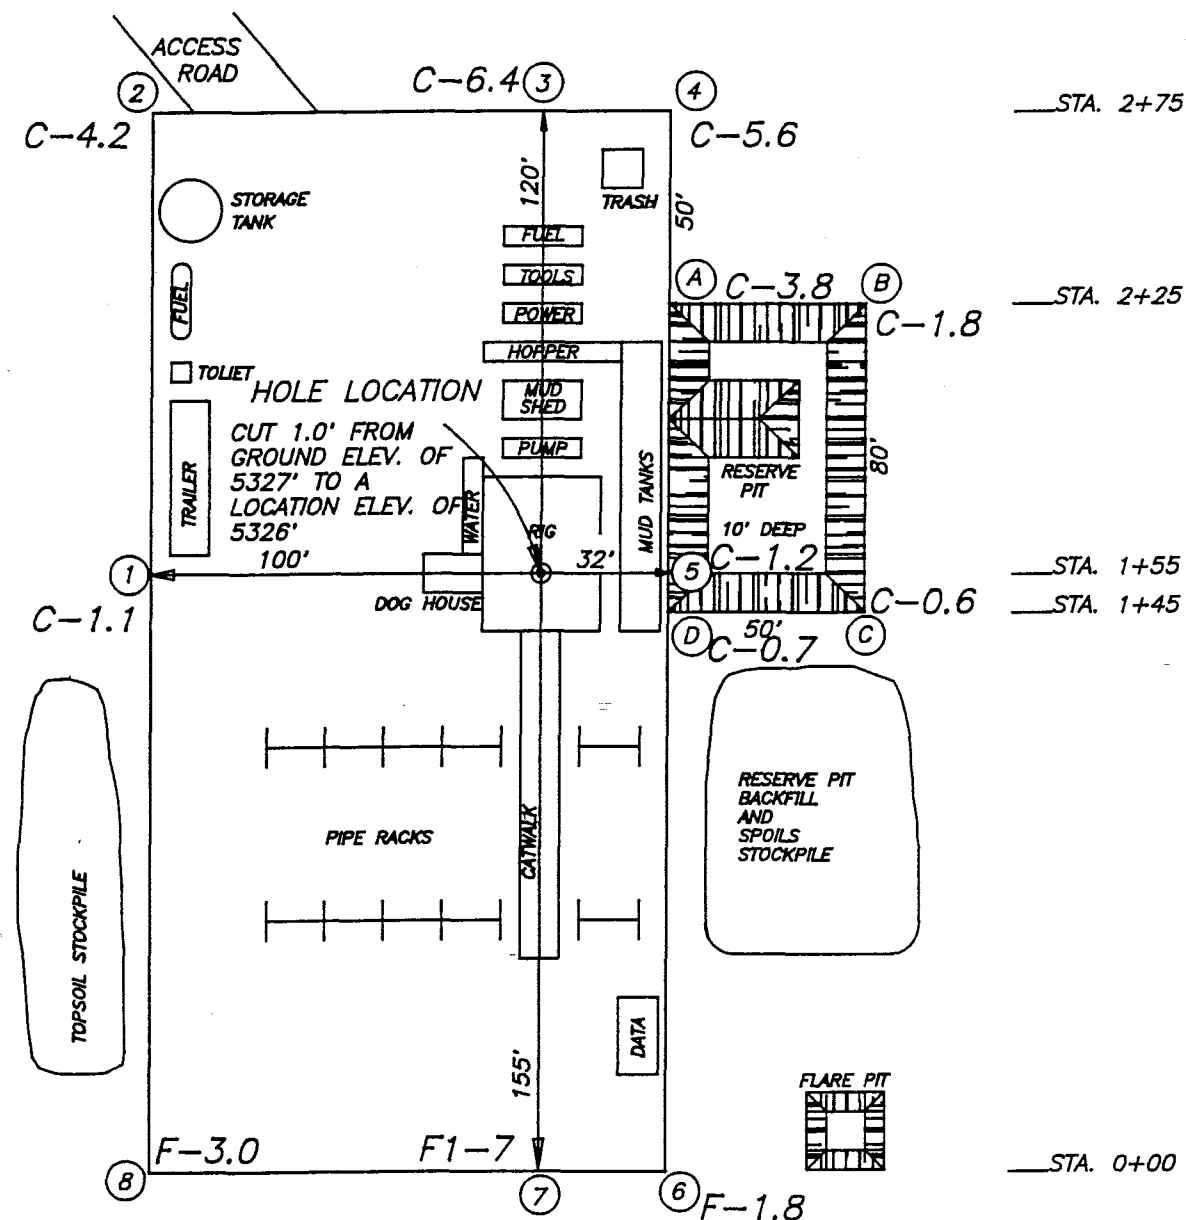 ACCESS
ROAD
C-6.4 3
2
4
STA. 2+75
C-4.2
C-5.6
120'
TRASH
STORAGE
TANK
50'
FUEL
TOOLS
A
C-3.8
B
STA. 2+25
FUEL
POWER
C-1.8
HOPPER
TOLIET
HOLE LOCATION
MUD
SHED
CUT 1.0' FROM
GROUND ELEV. OF
5327' TO A
LOCATION ELEV. OF
5326'
PUMP
TRAILER
WATER
MUD TANKS
RESERVE
PIT
80'
10' DEEP
RIG
100'
32'
C-1.2
1
5
STA. 1+55
DOG HOUSE
C-0.6
STA. 1+45
C-1.1
D
50'
C
C-0.7
RESERVE PIT
BACKFILL
AND
SPOILS
STOCKPILE
PIPE RACKS
CATWALK
TOPSOIL STOCKPILE
DATA
155'
FLARE PIT
F-3.0
F1-7
STA. 0+00
8
7
6
F-1.8